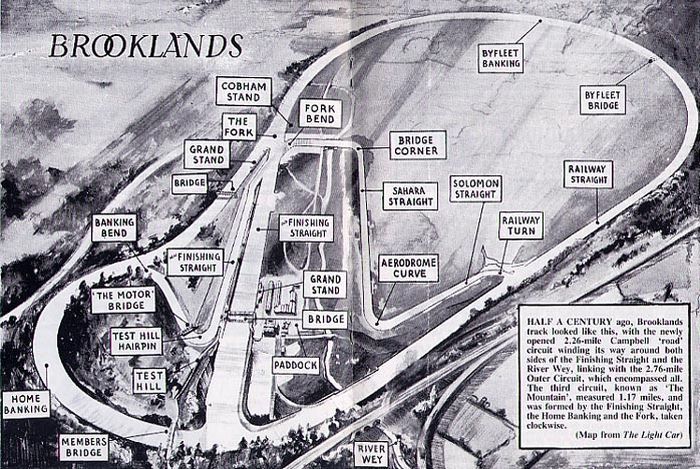 BROOKLANDS
BYFLEET
BANKING
BYFLEET
BRIDGE
COBHAM
STAND
THE
FORK
FORK
BEND
GRAND
STAND
BRIDGE
CORNER
BRIDGE
SAHARA
STRAIGHT
SOLOMON
STRAIGHT
RAILWAY
STRAIGHT
BANKING
BEND
FINISHING
STRAIGHT
RAILWAY
TURN
FINISHING
STRAIGHT
AERODROME
CURVE
'THE MOTOR'
BRIDGE
GRAND
STAND
BRIDGE
TEST HILL
HAIRPIN
PADDOCK
TEST
HILL
HOME
BANKING
MEMBERS
BRIDGE
RIVER
WEY
HALF A CENTURY ago, Brooklands
track looked like this, with the newly
opened 2.26-mile Campbell 'road'
circuit winding its way around both
sides of the Finishing Straight and the
River Wey, linking with the 2.76-mile
Outer Circuit, which encompassed all.
The third circuit, known as 'The
Mountain', measured 1.17 miles, and
was formed by the Finishing Straight,
the Home Banking and the Fork, taken
clockwise.
(Map from The Light Car)